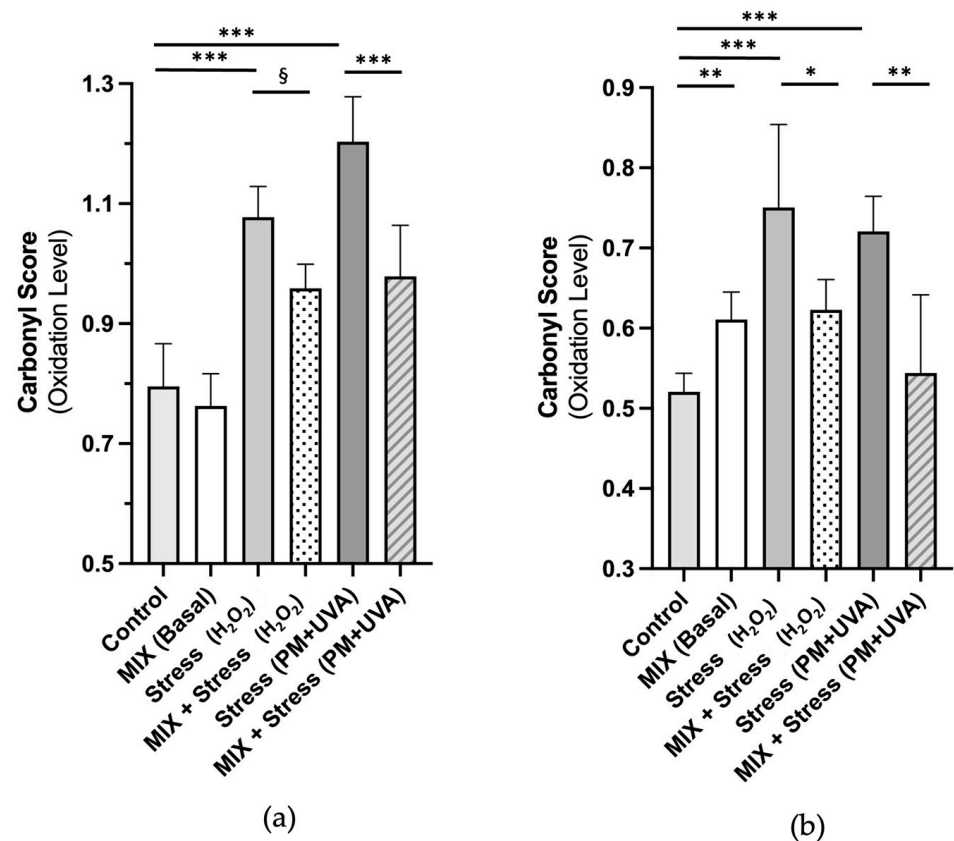 ***
***
§
***
1.3
1.1
0.9
0.7
0.5
Carbonyl Score
(Oxidation Level)
Control
MIX (Basal)
Stress (H₂O₂)
MIX + Stress (H₂O₂)
Stress (PM+UVA)
MIX + Stress (PM+UVA)
(a)
***
***
**
*
**
0.9
0.8
0.7
0.6
0.5
0.4
0.3
Carbonyl Score
(Oxidation Level)
Control
MIX (Basal)
Stress (H₂O₂)
MIX + Stress (H₂O₂)
Stress (PM+UVA)
MIX + Stress (PM+UVA)
(b)